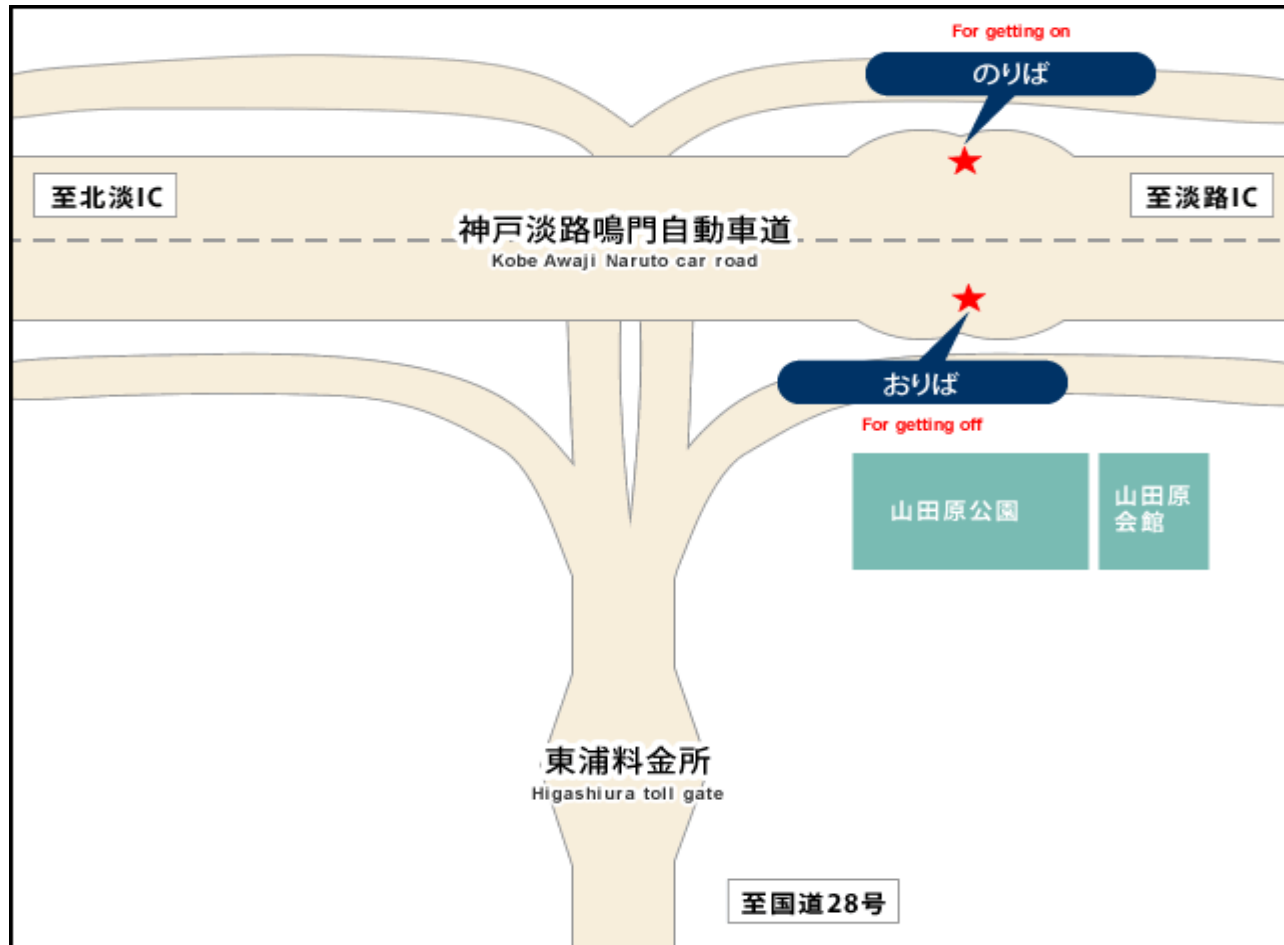 For getting on
のりば
至北淡IC
至淡路IC
神戸淡路鳴門自動車道
Kobe Awaji Naruto car road
おりば
For getting off
山田原公園
山田原
会館
東浦料金所
Higashiura toll gate
至国道28号